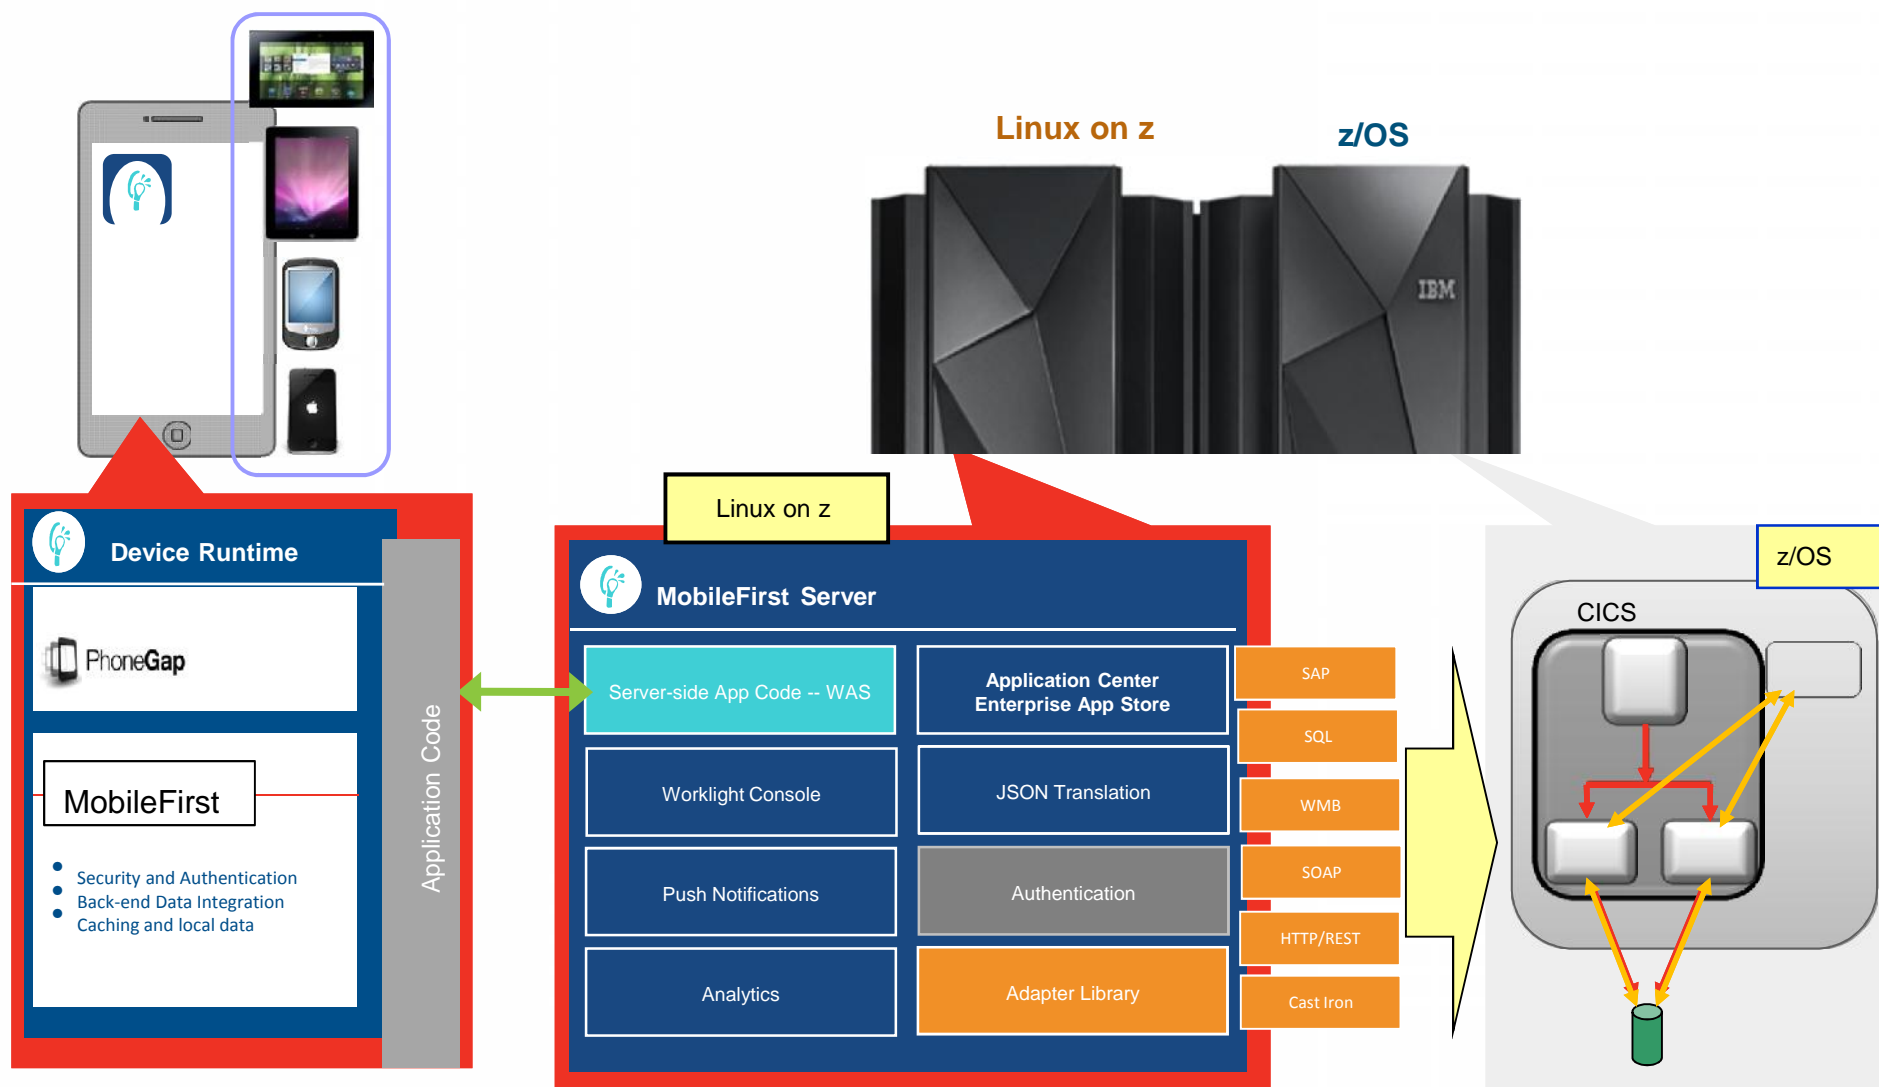 Linux on z
z/OS
IBM
Linux on z
z/OS
Device Runtime
PhoneGap
MobileFirst
Security and Authentication
Back-end Data Integration
Caching and local data
Application Code
MobileFirst Server
Server-side App Code -- WAS
Application Center
Enterprise App Store
Worklight Console
JSON Translation
Push Notifications
Authentication
Analytics
Adapter Library
SAP
SQL
WMB
SOAP
HTTP/REST
Cast Iron
CICS